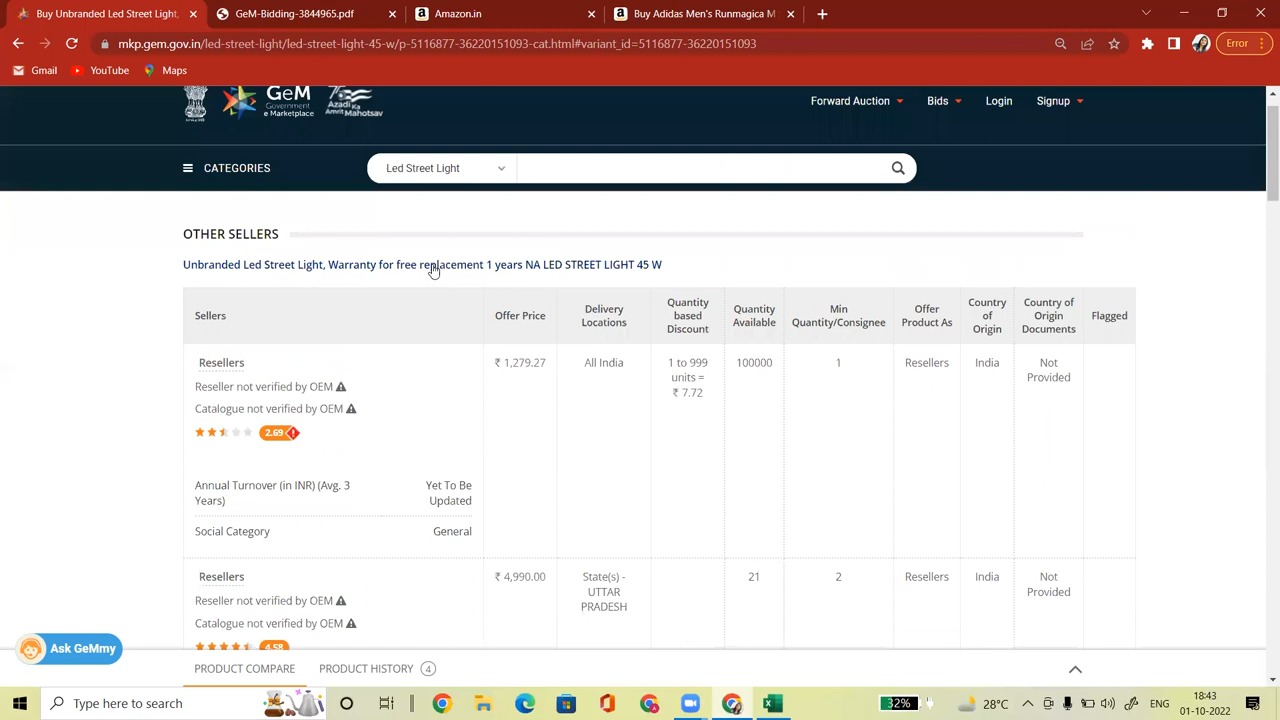 Buy Unbranded Led Street Light,
GeM-Bidding-3844965.pdf
Amazon.in
Buy Adidas Men's Runmagica M
mkp.gem.gov.in/led-street-light/led-street-light-45-w/p-5116877-36220151093-cat.html#variant_id=5116877-36220151093
Error
Gmail
YouTube
Maps
GeM
Government
e Marketplace
Azadi Ka
Amrit Mahotsav
Forward Auction
Bids
Login
Signup
CATEGORIES
Led Street Light
OTHER SELLERS
Unbranded Led Street Light, Warranty for free replacement 1 years NA LED STREET LIGHT 45 W
Sellers
Offer Price
Delivery
Locations
Quantity
based
Discount
Quantity
Available
Min
Quantity/Consignee
Offer
Product As
Country
of
Origin
Country of
Origin
Documents
Flagged
Resellers
Reseller not verified by OEM
Catalogue not verified by OEM
2.69
Annual Turnover (in INR) (Avg. 3
Years)
Yet To Be
Updated
Social Category
General
₹ 1,279.27
All India
1 to 999
units =
₹ 7.72
100000
1
Resellers
India
Not
Provided
Resellers
Reseller not verified by OEM
Catalogue not verified by OEM
4.58
₹ 4,990.00
State(s) -
UTTAR
PRADESH
21
2
Resellers
India
Not
Provided
Ask GeMmy
PRODUCT COMPARE
PRODUCT HISTORY
4
Type here to search
32%
28°C
ENG
18:43
01-10-2022